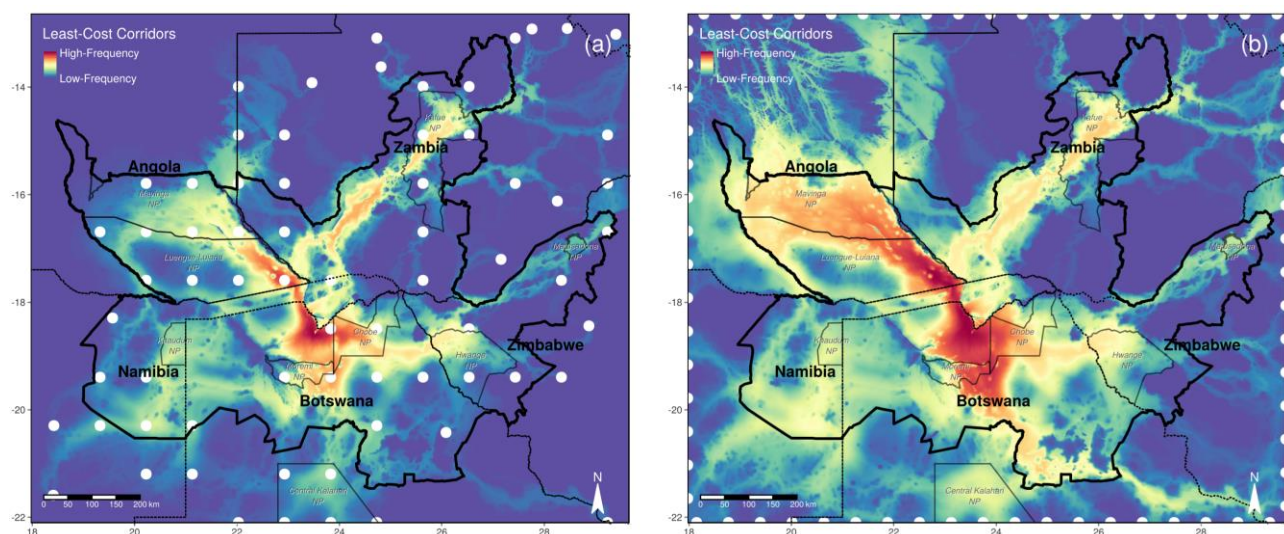 Least-Cost Corridors
High-Frequency
Low-Frequency
(a)
-14
-16
-18
-20
-22
Kafue
NP
Zambia
Angola
Mavinga
NP
Luengue-Luiana
NP
Matusadona
NP
Khaudum
NP
Chobe
NP
Moremi
NP
Hwange
NP
Zimbabwe
Namibia
Botswana
Central Kalahari
NP
0 50 100 150 200 km
N
18 20 22 24 26 28
Least-Cost Corridors
High-Frequency
Low-Frequency
(b)
-14
-16
-18
-20
-22
Kafue
NP
Zambia
Angola
Mavinga
NP
Luengue-Luiana
NP
Matusadona
NP
Khaudum
NP
Chobe
NP
Moremi
NP
Hwange
NP
Zimbabwe
Namibia
Botswana
Central Kalahari
NP
0 50 100 150 200 km
N
18 20 22 24 26 28